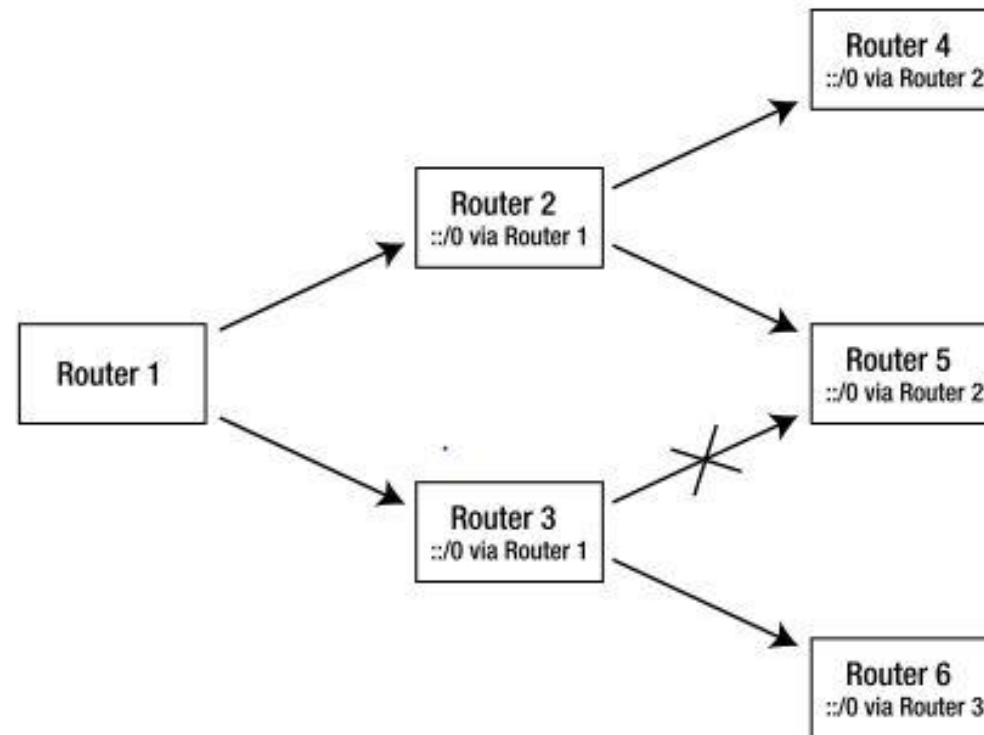 Router 4
::/0 via Router 2
Router 2
::/0 via Router 1
Router 1
Router 5
::/0 via Router 2
Router 3
::/0 via Router 1
Router 6
::/0 via Router 3